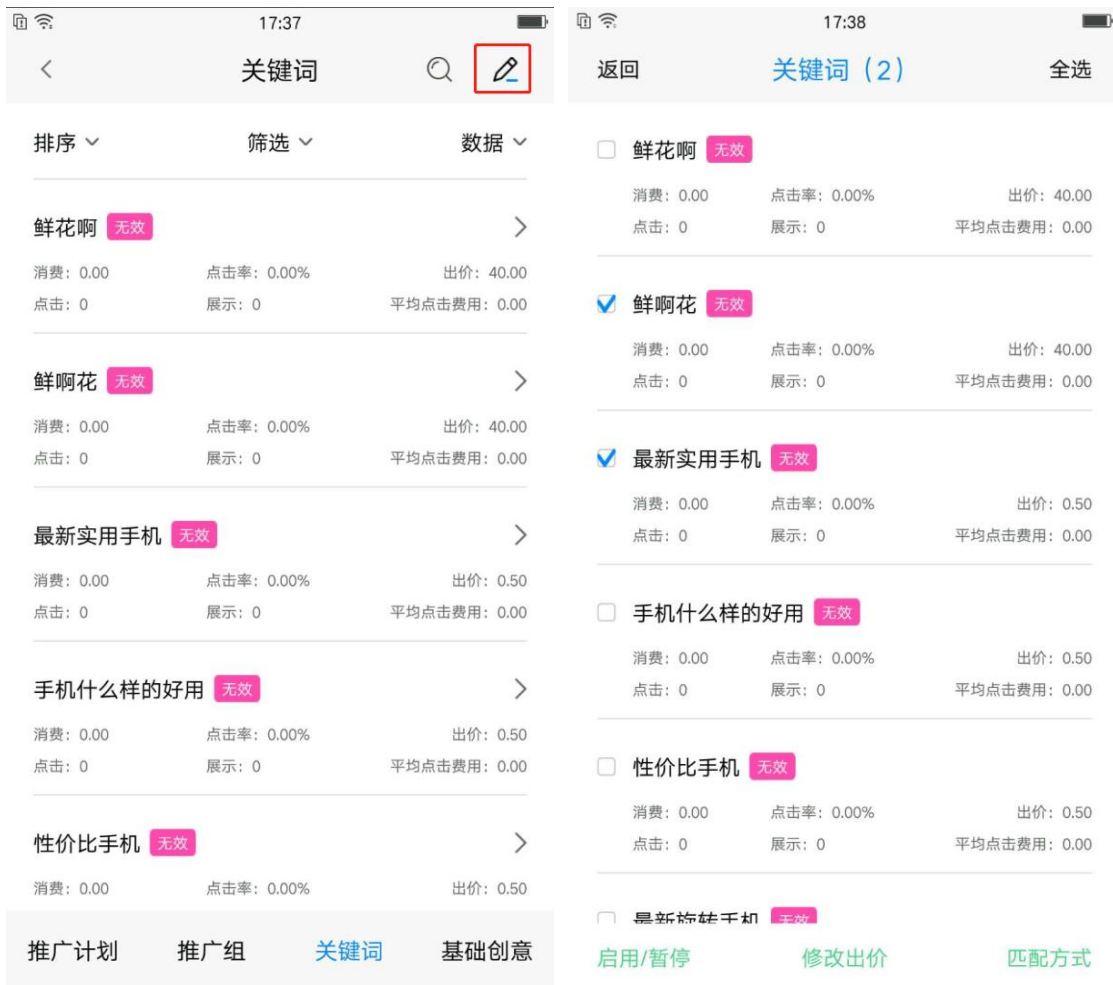 17:37
关键词
排序 筛选 数据
鲜花啊 无效
消费：0.00 点击率：0.00% 出价：40.00
点击：0 展示：0 平均点击费用：0.00
鲜啊花 无效
消费：0.00 点击率：0.00% 出价：40.00
点击：0 展示：0 平均点击费用：0.00
最新实用手机 无效
消费：0.00 点击率：0.00% 出价：0.50
点击：0 展示：0 平均点击费用：0.00
手机什么样的好用 无效
消费：0.00 点击率：0.00% 出价：0.50
点击：0 展示：0 平均点击费用：0.00
性价比手机 无效
消费：0.00 点击率：0.00% 出价：0.50
推广计划 推广组 关键词 基础创意
17:38
返回 关键词（2） 全选
鲜花啊 无效
消费：0.00 点击率：0.00% 出价：40.00
点击：0 展示：0 平均点击费用：0.00
鲜啊花 无效
消费：0.00 点击率：0.00% 出价：40.00
点击：0 展示：0 平均点击费用：0.00
最新实用手机 无效
消费：0.00 点击率：0.00% 出价：0.50
点击：0 展示：0 平均点击费用：0.00
手机什么样的好用 无效
消费：0.00 点击率：0.00% 出价：0.50
点击：0 展示：0 平均点击费用：0.00
性价比手机 无效
消费：0.00 点击率：0.00% 出价：0.50
点击：0 展示：0 平均点击费用：0.00
最新旋转手机 无效
启用/暂停 修改出价 匹配方式